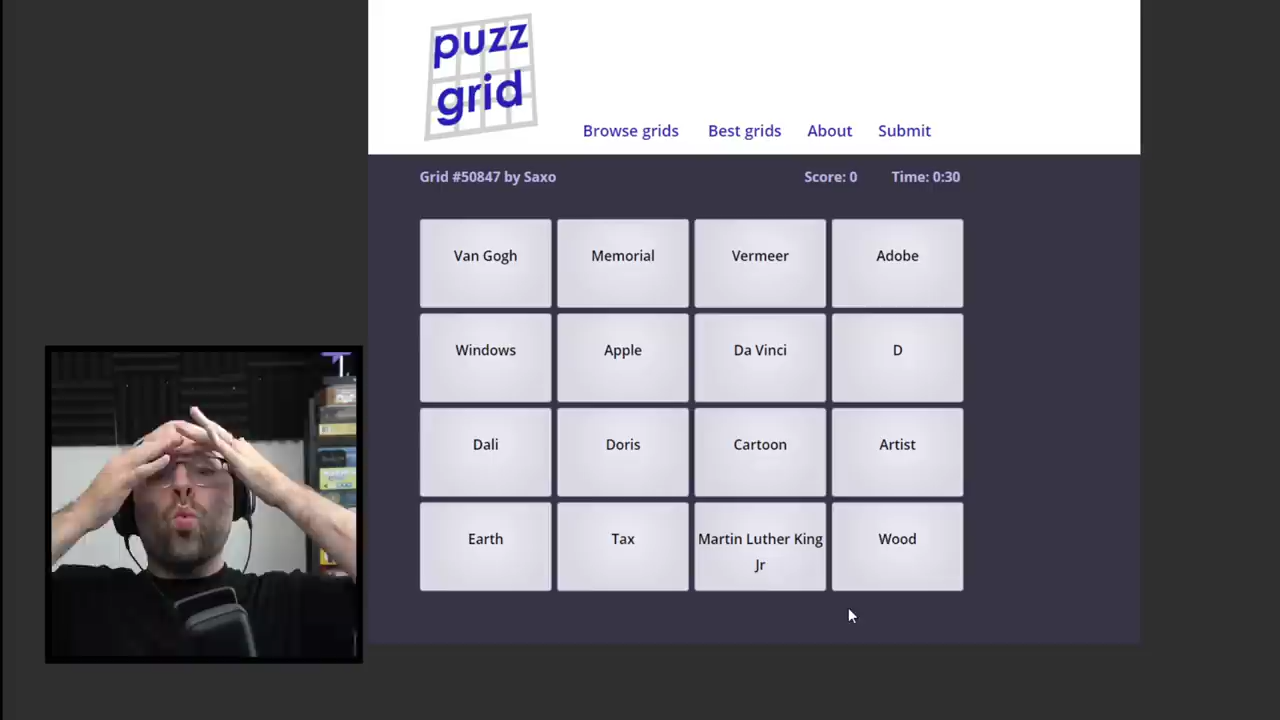 puzz
grid
Browse grids Best grids About Submit
Grid #50847 by Saxo Score: 0 Time: 0:30
Van Gogh Memorial Vermeer Adobe
Windows Apple Da Vinci D
Dali Doris Cartoon Artist
Earth Tax Martin Luther King Jr Wood